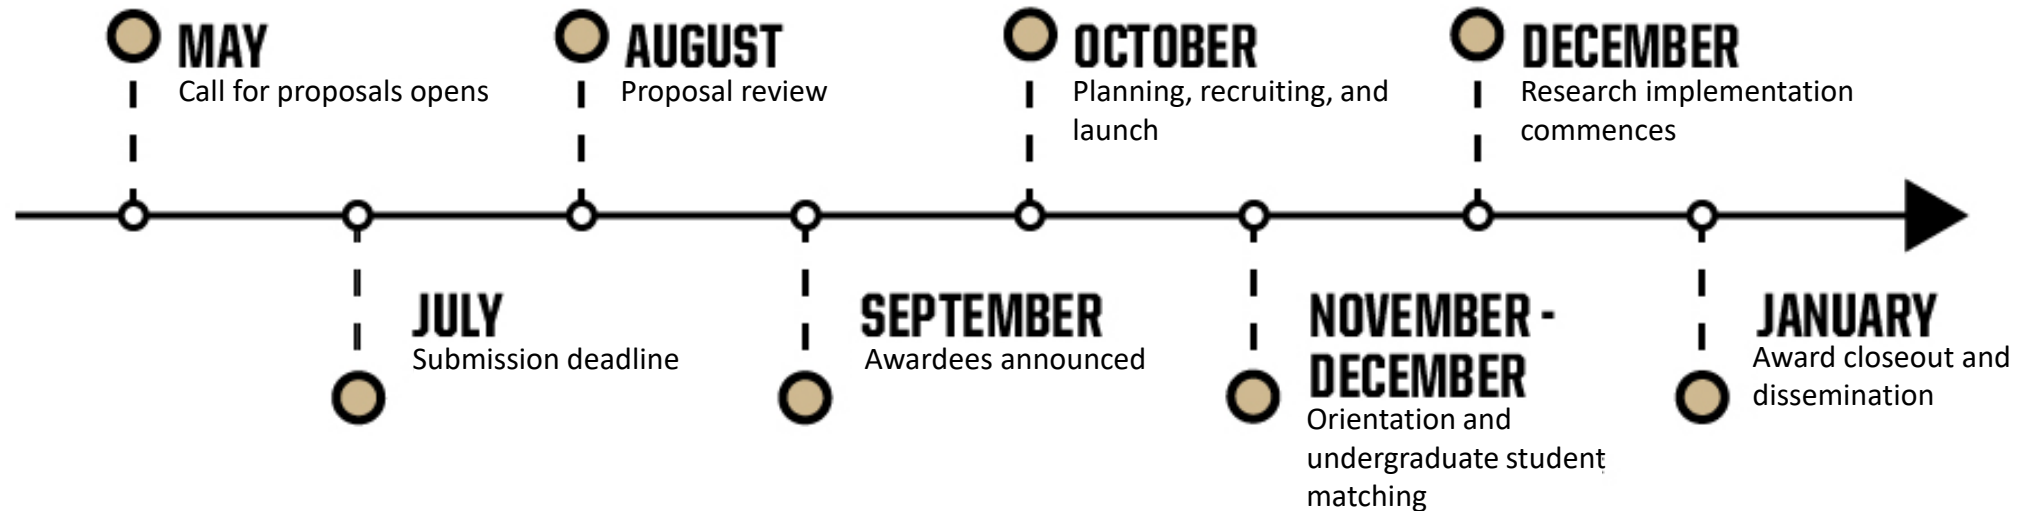 MAY
Call for proposals opens
JULY
Submission deadline
AUGUST
Proposal review
SEPTEMBER
Awardees announced
OCTOBER
Planning, recruiting, and
launch
NOVEMBER -
DECEMBER
Orientation and
undergraduate student
matching
DECEMBER
Research implementation
commences
JANUARY
Award closeout and
dissemination